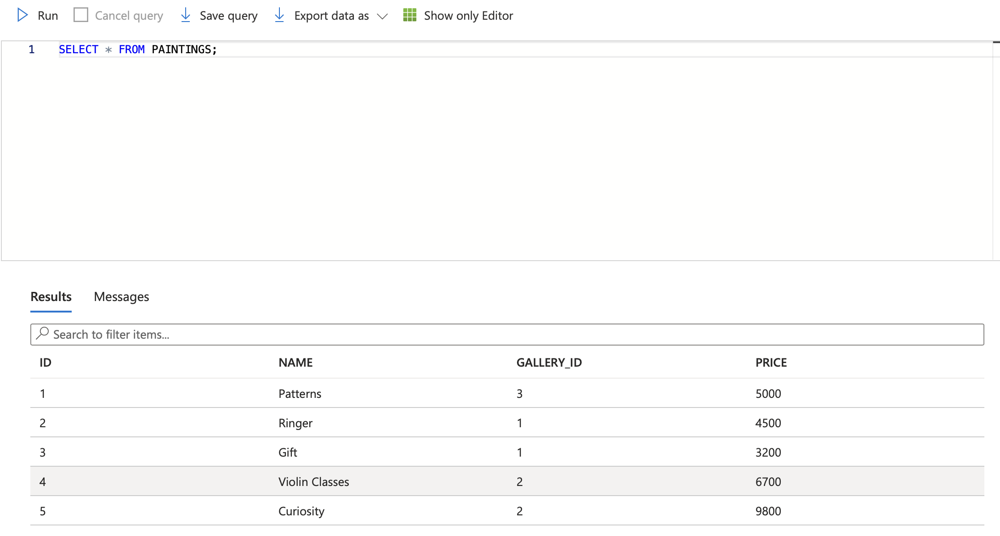 Run Cancel query Save query Export data as Show only Editor
1 SELECT * FROM PAINTINGS;
Results Messages
Search to filter items...
ID NAME GALLERY_ID PRICE
1 Patterns 3 5000
2 Ringer 1 4500
3 Gift 1 3200
4 Violin Classes 2 6700
5 Curiosity 2 9800